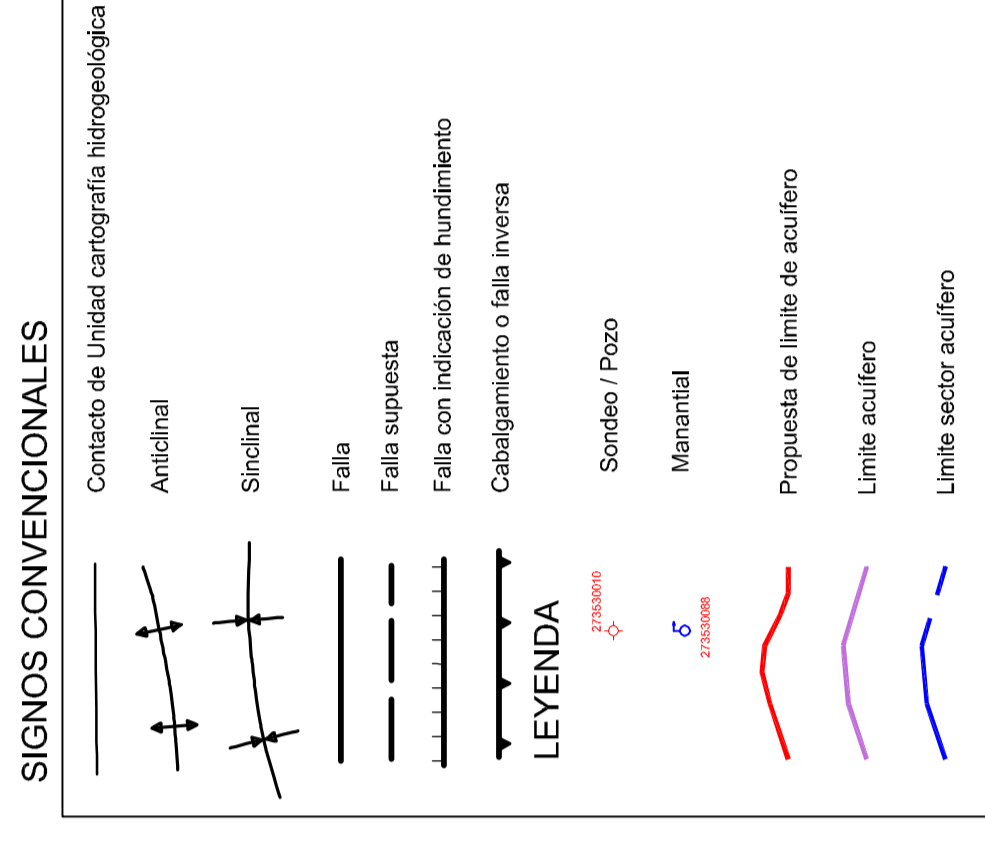 SIGNOS CONVENCIONALES
Contacto de Unidad cartografía hidrogeológica
Anticlinal
Sinclinal
Falla
Falla supuesta
Falla con indicación de hundimiento
Cabalgamiento o falla inversa
LEYENDA
273530010
Sondeo / Pozo
Manantial
273530088
Propuesta de limite de acuífero
Limite acuífero
Limite sector acuífero